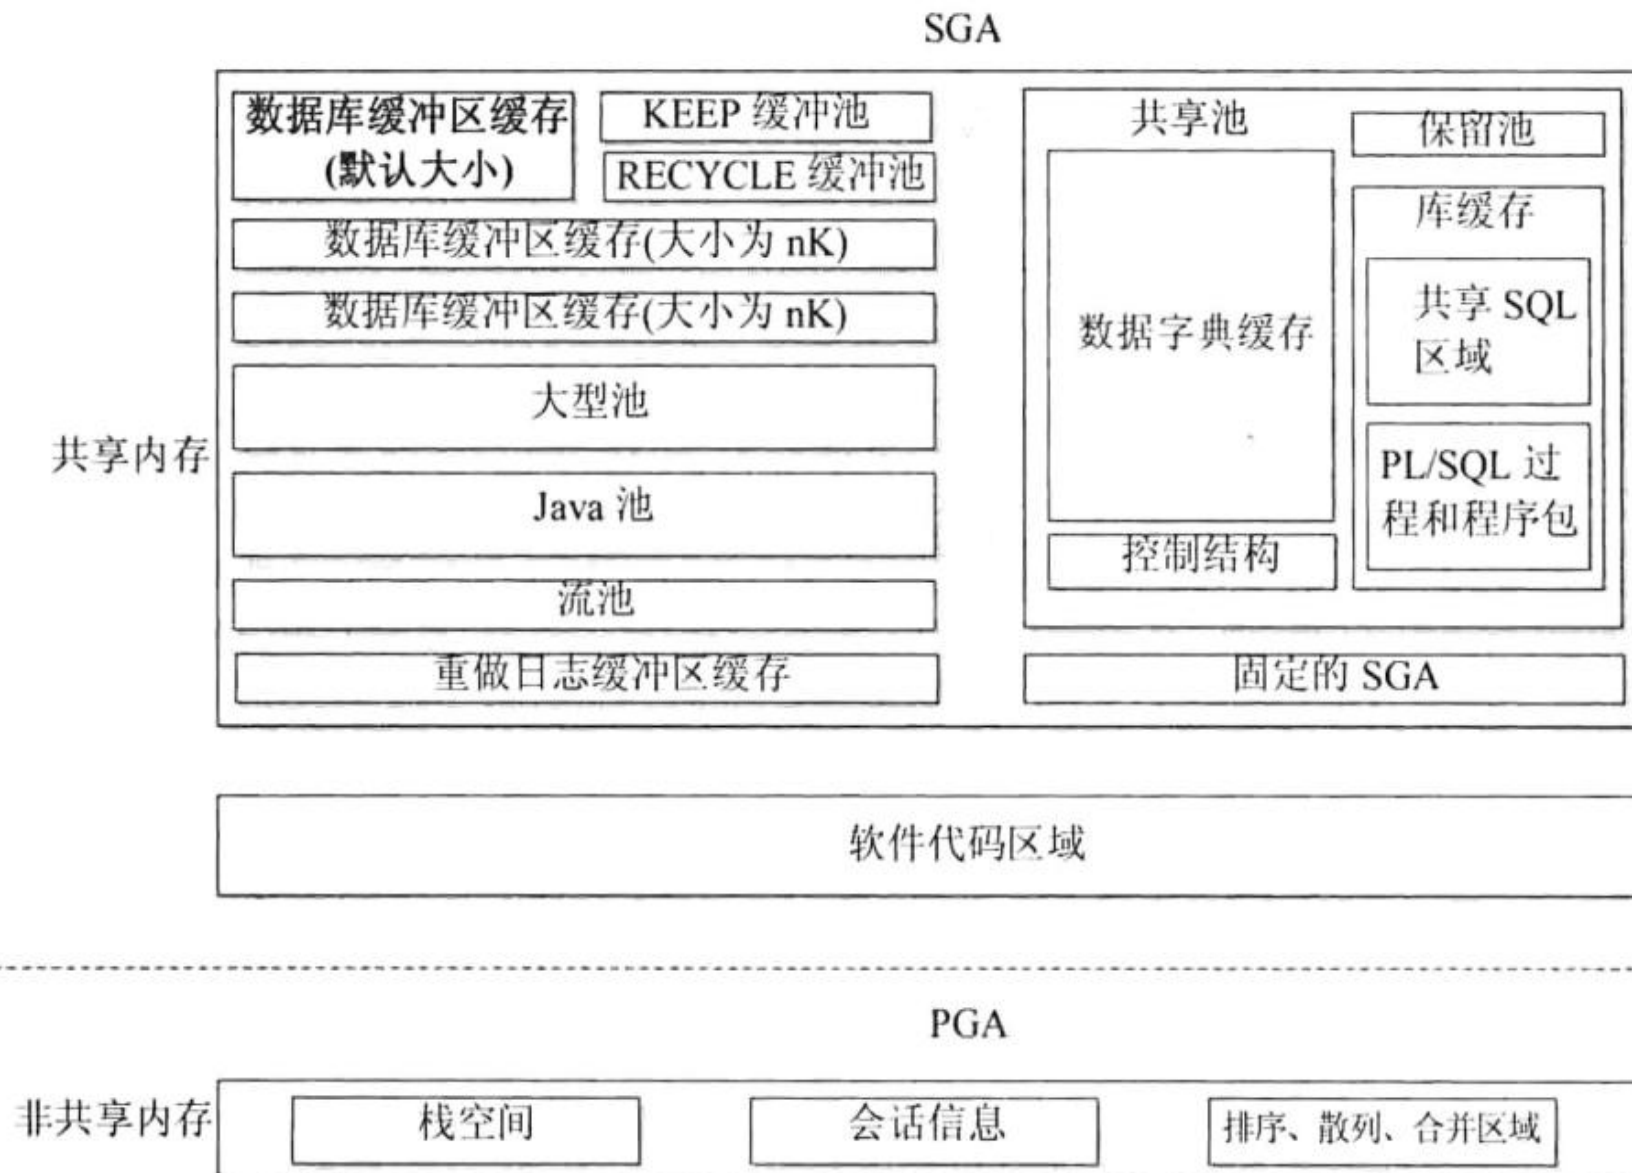 SGA
数据库缓冲区缓存
(默认大小)
KEEP 缓冲池
RECYCLE 缓冲池
数据库缓冲区缓存(大小为 nK)
数据库缓冲区缓存(大小为 nK)
大型池
Java 池
流池
重做日志缓冲区缓存
共享池
保留池
数据字典缓存
库缓存
共享 SQL
区域
PL/SQL 过
程和程序包
控制结构
固定的 SGA
共享内存
软件代码区域
PGA
非共享内存
栈空间
会话信息
排序、散列、合并区域